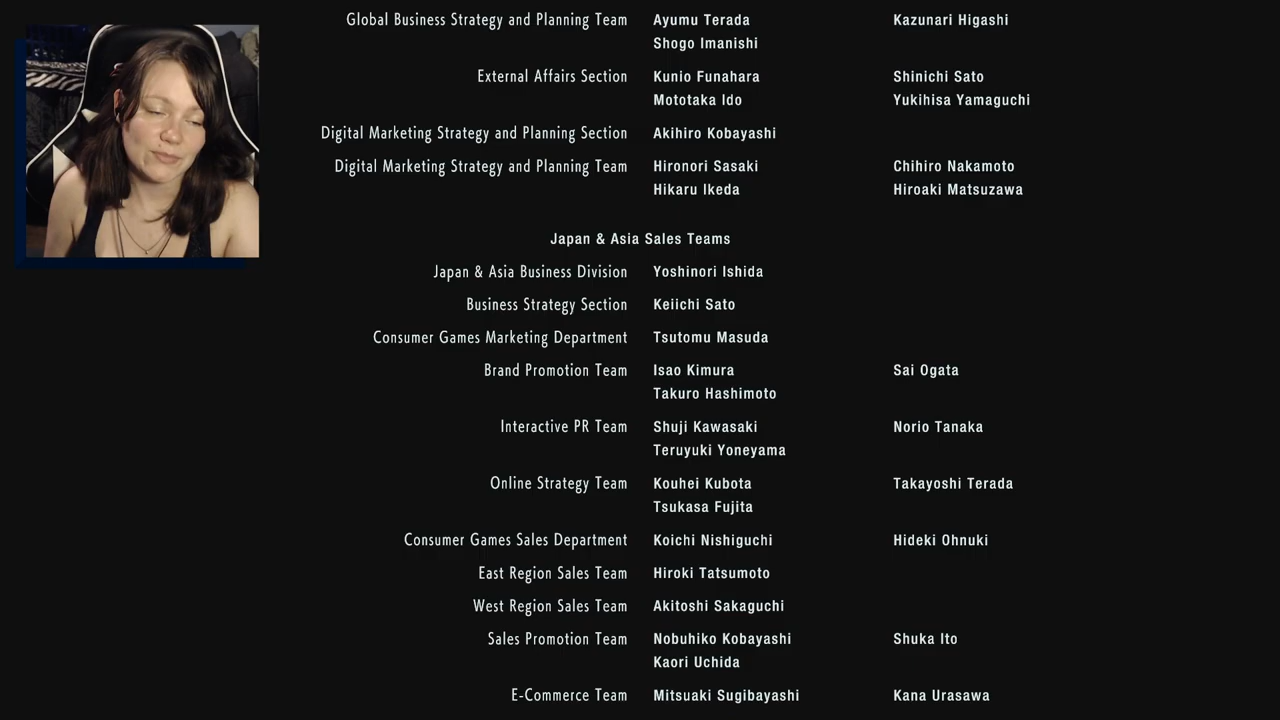 Global Business Strategy and Planning Team Ayumu Terada Kazunari Higashi
Shogo Imanishi
External Affairs Section Kunio Funahara Shinichi Sato
Mototaka Ido Yukihisa Yamaguchi
Digital Marketing Strategy and Planning Section Akihiro Kobayashi
Digital Marketing Strategy and Planning Team Hironori Sasaki Chihiro Nakamoto
Hikaru Ikeda Hiroaki Matsuzawa
Japan & Asia Sales Teams
Japan & Asia Business Division Yoshinori Ishida
Business Strategy Section Keiichi Sato
Consumer Games Marketing Department Tsutomu Masuda
Brand Promotion Team Isao Kimura Sai Ogata
Takuro Hashimoto
Interactive PR Team Shuji Kawasaki Norio Tanaka
Teruyuki Yoneyama
Online Strategy Team Kouhei Kubota Takayoshi Terada
Tsukasa Fujita
Consumer Games Sales Department Koichi Nishiguchi Hideki Ohnuki
East Region Sales Team Hiroki Tatsumoto
West Region Sales Team Akitoshi Sakaguchi
Sales Promotion Team Nobuhiko Kobayashi Shuka Ito
Kaori Uchida
E-Commerce Team Mitsuaki Sugibayashi Kana Urasawa